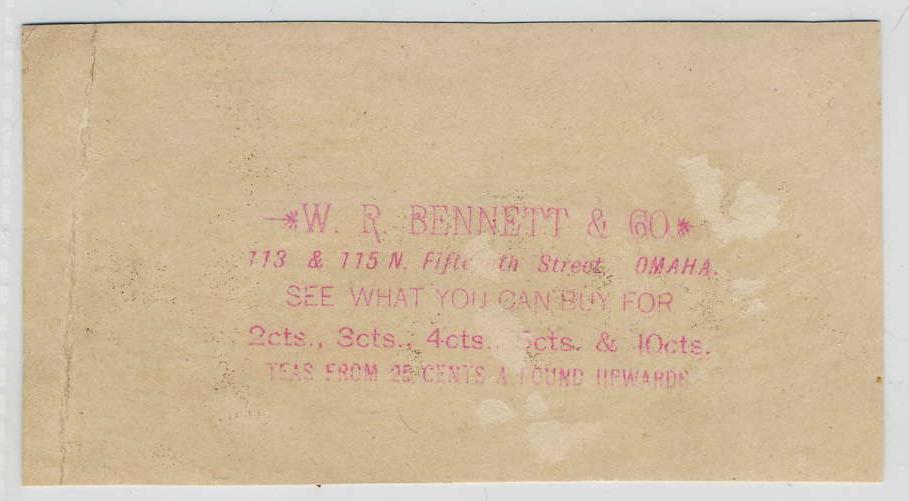 W. R. BENNETT & CO.
113 & 115 N. Fifteenth Street, OMAHA.
SEE WHAT YOU CAN BUY FOR
2cts., 3cts., 4cts., 5cts. & 10cts.
TEAS FROM 25 CENTS A POUND UPWARDS